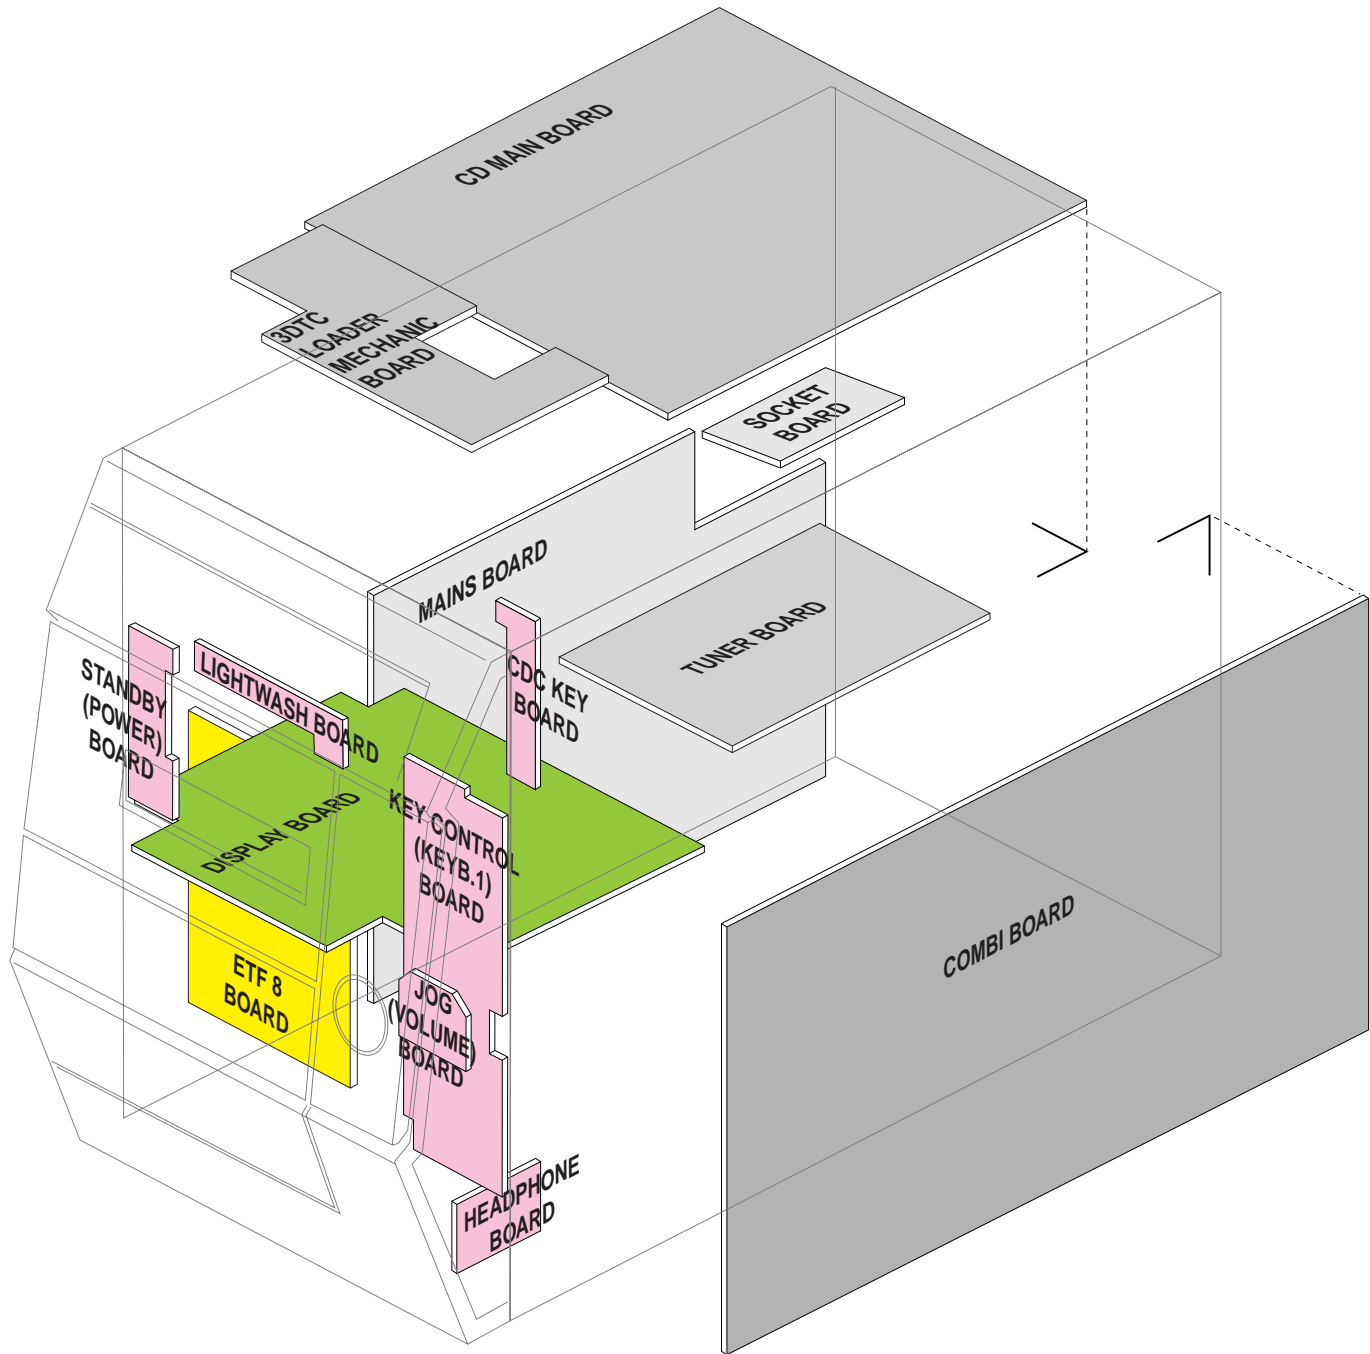 CD MAIN BOARD
3DTC
LOADER
MECHANIC
BOARD
SOCKET
BOARD
MAINS BOARD
TUNER BOARD
CDC KEY
BOARD
STANDBY
(POWER)
BOARD
LIGHTWASH BOARD
DISPLAY BOARD
KEY CONTROL
(KEYB.1)
BOARD
COMBI BOARD
ETF 8
BOARD
JOG
(VOLUME)
BOARD
HEADPHONE
BOARD